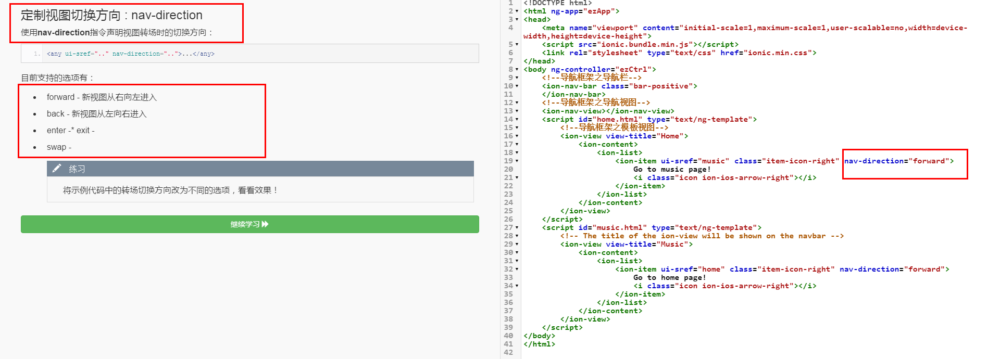 定制视图切换方向 : nav-direction
使用nav-direction指令声明视图转场时的切换方向：
1. <any ui-sref=".." nav-direction="..">...</any>
目前支持的选项有：
forward - 新视图从右向左进入
back - 新视图从左向右进入
enter -* exit -
swap -
练习
将示例代码中的转场切换方向改为不同的选项，看看效果！
继续学习
1 <!DOCTYPE html>
2 <html ng-app="ezApp">
3 <head>
4 <meta name="viewport" content="initial-scale=1,maximum-scale=1,user-scalable=no,width=device-
width,height=device-height">
5 <script src="ionic.bundle.min.js"></script>
6 <link rel="stylesheet" type="text/css" href="ionic.min.css">
7 </head>
8 <body ng-controller="ezCtrl">
9 <!--导航框架之导航栏-->
10 <ion-nav-bar class="bar-positive">
11 </ion-nav-bar>
12 <!--导航框架之导航视图-->
13 <ion-nav-view></ion-nav-view>
14 <script id="home.html" type="text/ng-template">
15 <!--导航框架之模板视图-->
16 <ion-view view-title="Home">
17 <ion-content>
18 <ion-list>
19 <ion-item ui-sref="music" class="item-icon-right" nav-direction="forward">
20 Go to music page!
21 <i class="icon ion-ios-arrow-right"></i>
22 </ion-item>
23 </ion-list>
24 </ion-content>
25 </ion-view>
26 </script>
27 <script id="music.html" type="text/ng-template">
28 <!-- The title of the ion-view will be shown on the navbar -->
29 <ion-view view-title="Music">
30 <ion-content>
31 <ion-list>
32 <ion-item ui-sref="home" class="item-icon-right" nav-direction="forward">
33 Go to home page!
34 <i class="icon ion-ios-arrow-right"></i>
35 </ion-item>
36 </ion-list>
37 </ion-content>
38 </ion-view>
39 </script>
40 </body>
41 </html>
42